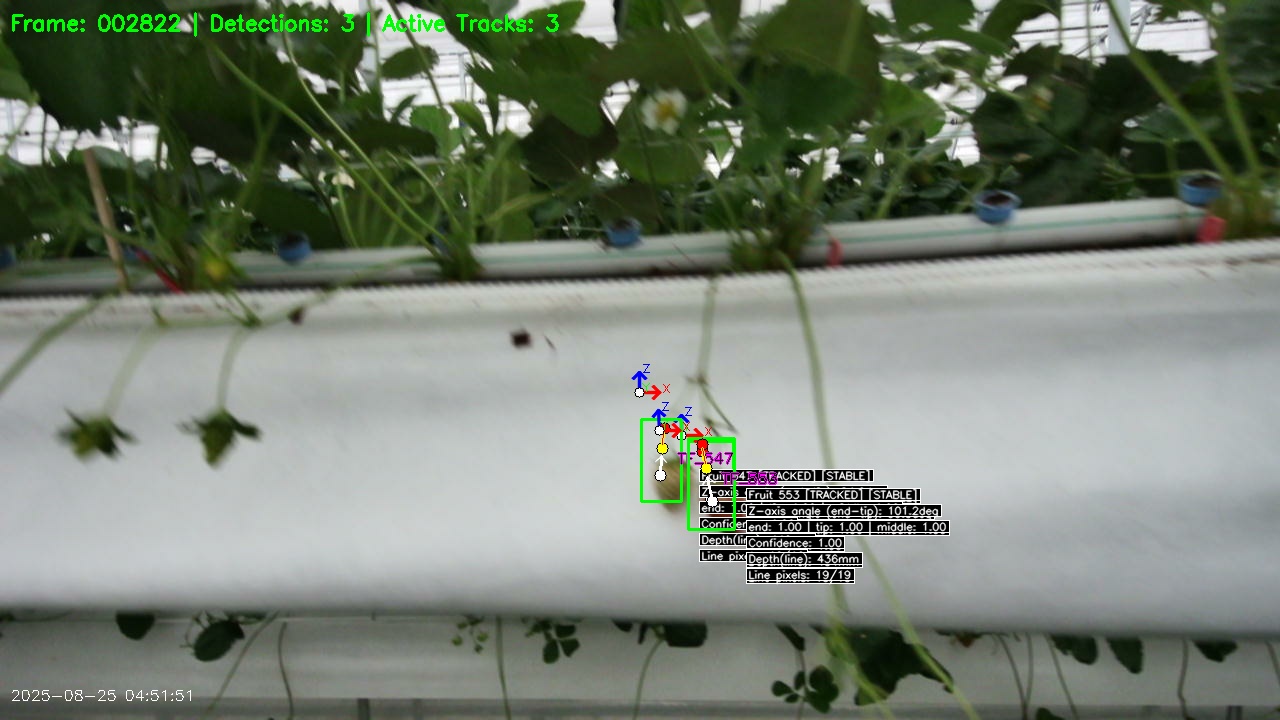 Frame: 002822 | Detections: 3 | Active Tracks: 3
Z
X
Z
Z
X
TF_547
Fruit 553 [TRACKED] [STABLE]
Z-axis angle (end-tip): 101.2deg
end: 1.00 | tip: 1.00 | middle: 1.00
Confidence: 1.00
Depth(line): 436mm
Line pixels: 19/19
2025-08-25 04:51:51